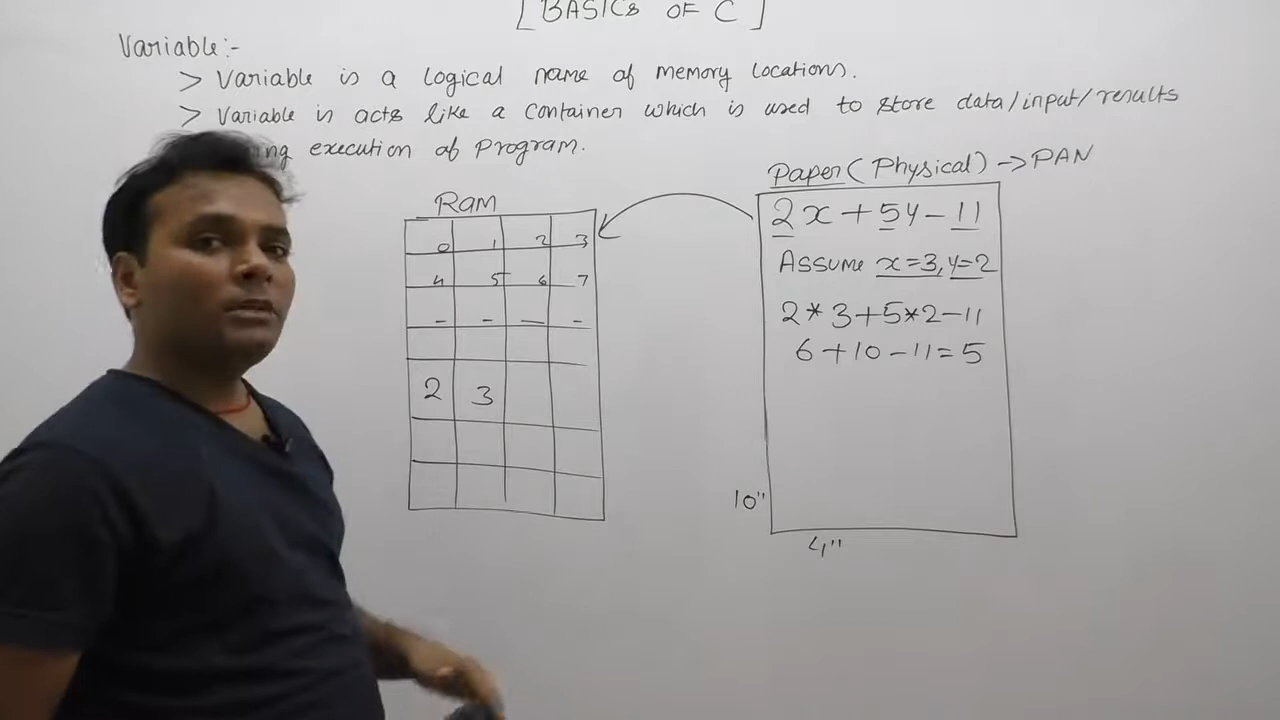 [BASICS OF C]
Variable:-
> Variable is a logical name of memory locations.
> Variable is acts like a container which is used to store data/input/results
execution of program.
Paper (Physical) -> PAN
Ram
0 1 2 3
4 5 6 7
- - - -
2 3
2x + 5y - 11
Assume x=3, y=2
2*3+5*2-11
6+10-11=5
10"
4"